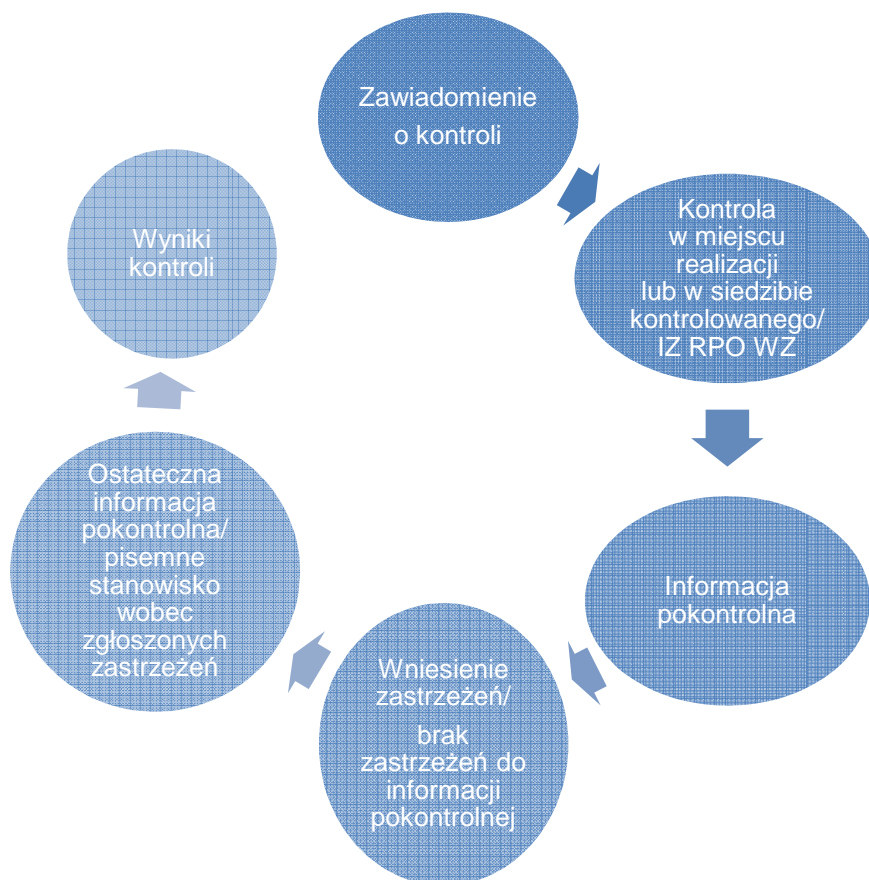 Zawiadomienie
o kontroli
Kontrola
w miejscu
realizacji
lub w siedzibie
kontrolowanego/
IZ RPO WZ
Informacja
pokontrolna
Wniesienie
zastrzeżeń/
brak
zastrzeżeń do
informacji
pokontrolnej
Ostateczna
informacja
pokontrolna/
pisemne
stanowisko
wobec
zgłoszonych
zastrzeżeń
Wyniki
kontroli